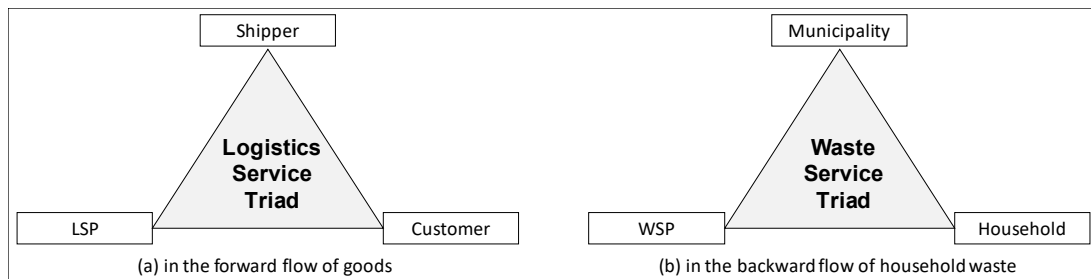 Shipper
Logistics
Service
Triad
LSP
Customer
(a) in the forward flow of goods
Municipality
Waste
Service
Triad
WSP
Household
(b) in the backward flow of household waste